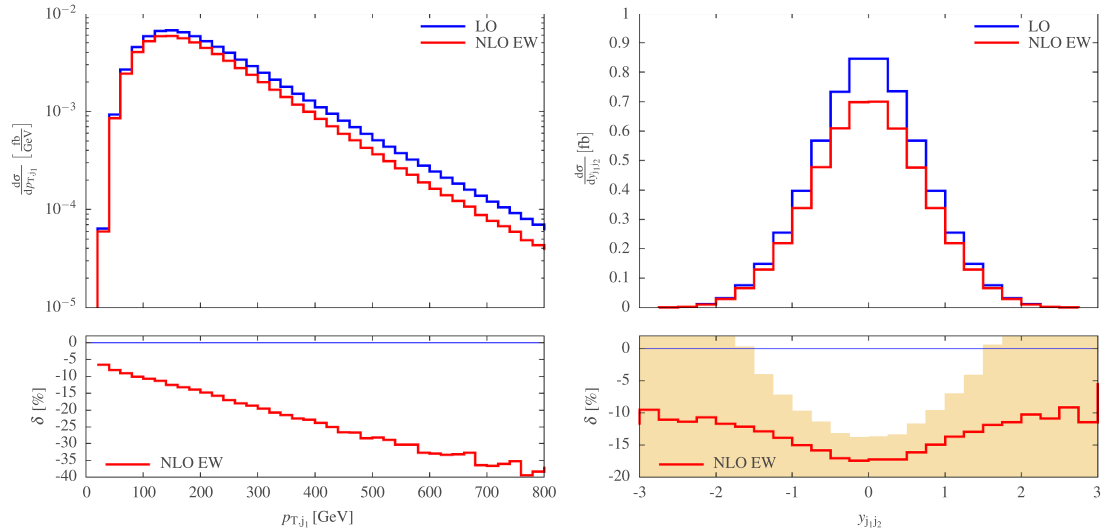 10⁻²
LO
NLO EW
10⁻³
dσ/dp_T,j₁ [fb/GeV]
10⁻⁴
10⁻⁵
0
-5
-10
-15
-20
-25
-30
-35
-40
δ [%]
NLO EW
0 100 200 300 400 500 600 700 800
p_T,j₁ [GeV]
1
LO
0.9
NLO EW
0.8
0.7
0.6
0.5
dσ/dy_j₁j₂ [fb]
0.4
0.3
0.2
0.1
0
0
-5
-10
-15
-20
δ [%]
NLO EW
-3 -2 -1 0 1 2 3
y_j₁j₂